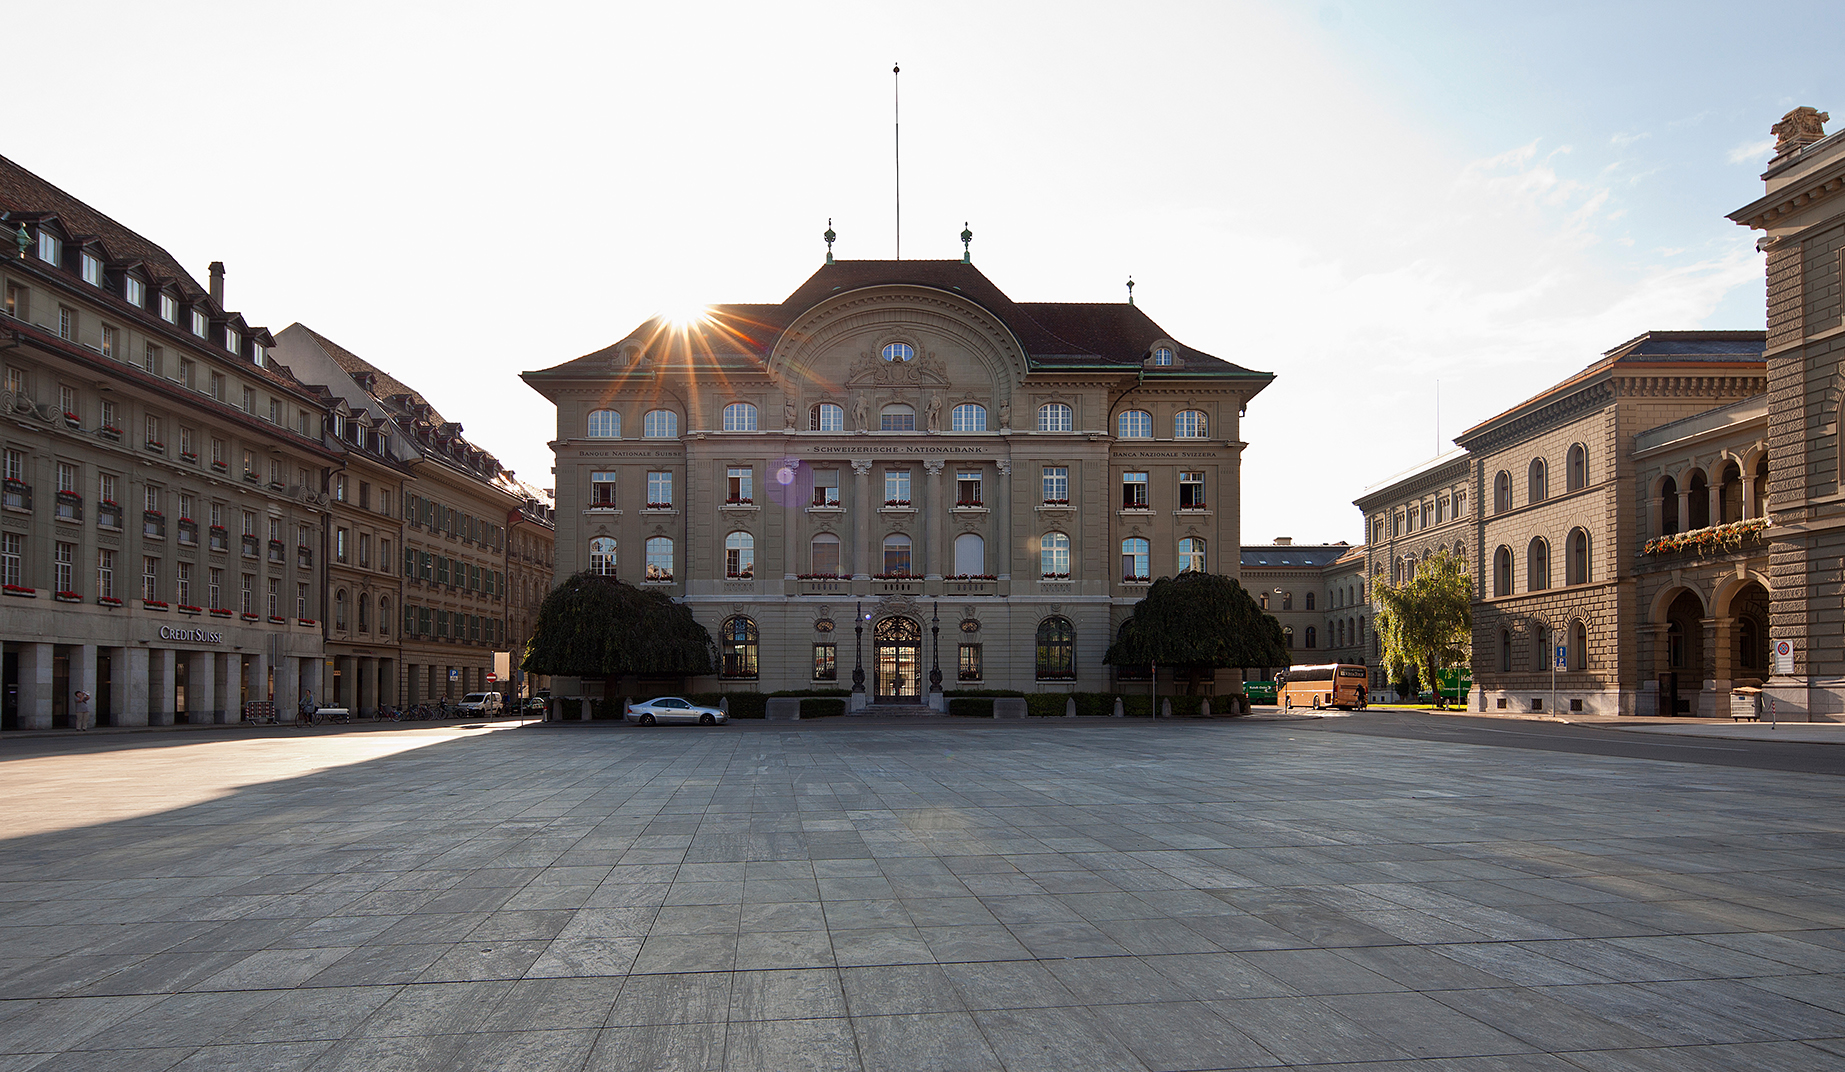 BANQUE NATIONALE SUISSE
· SCHWEIZERISCHE · NATIONALBANK ·
BANCA NAZIONALE SVIZZERA
CREDIT SUISSE
P
P